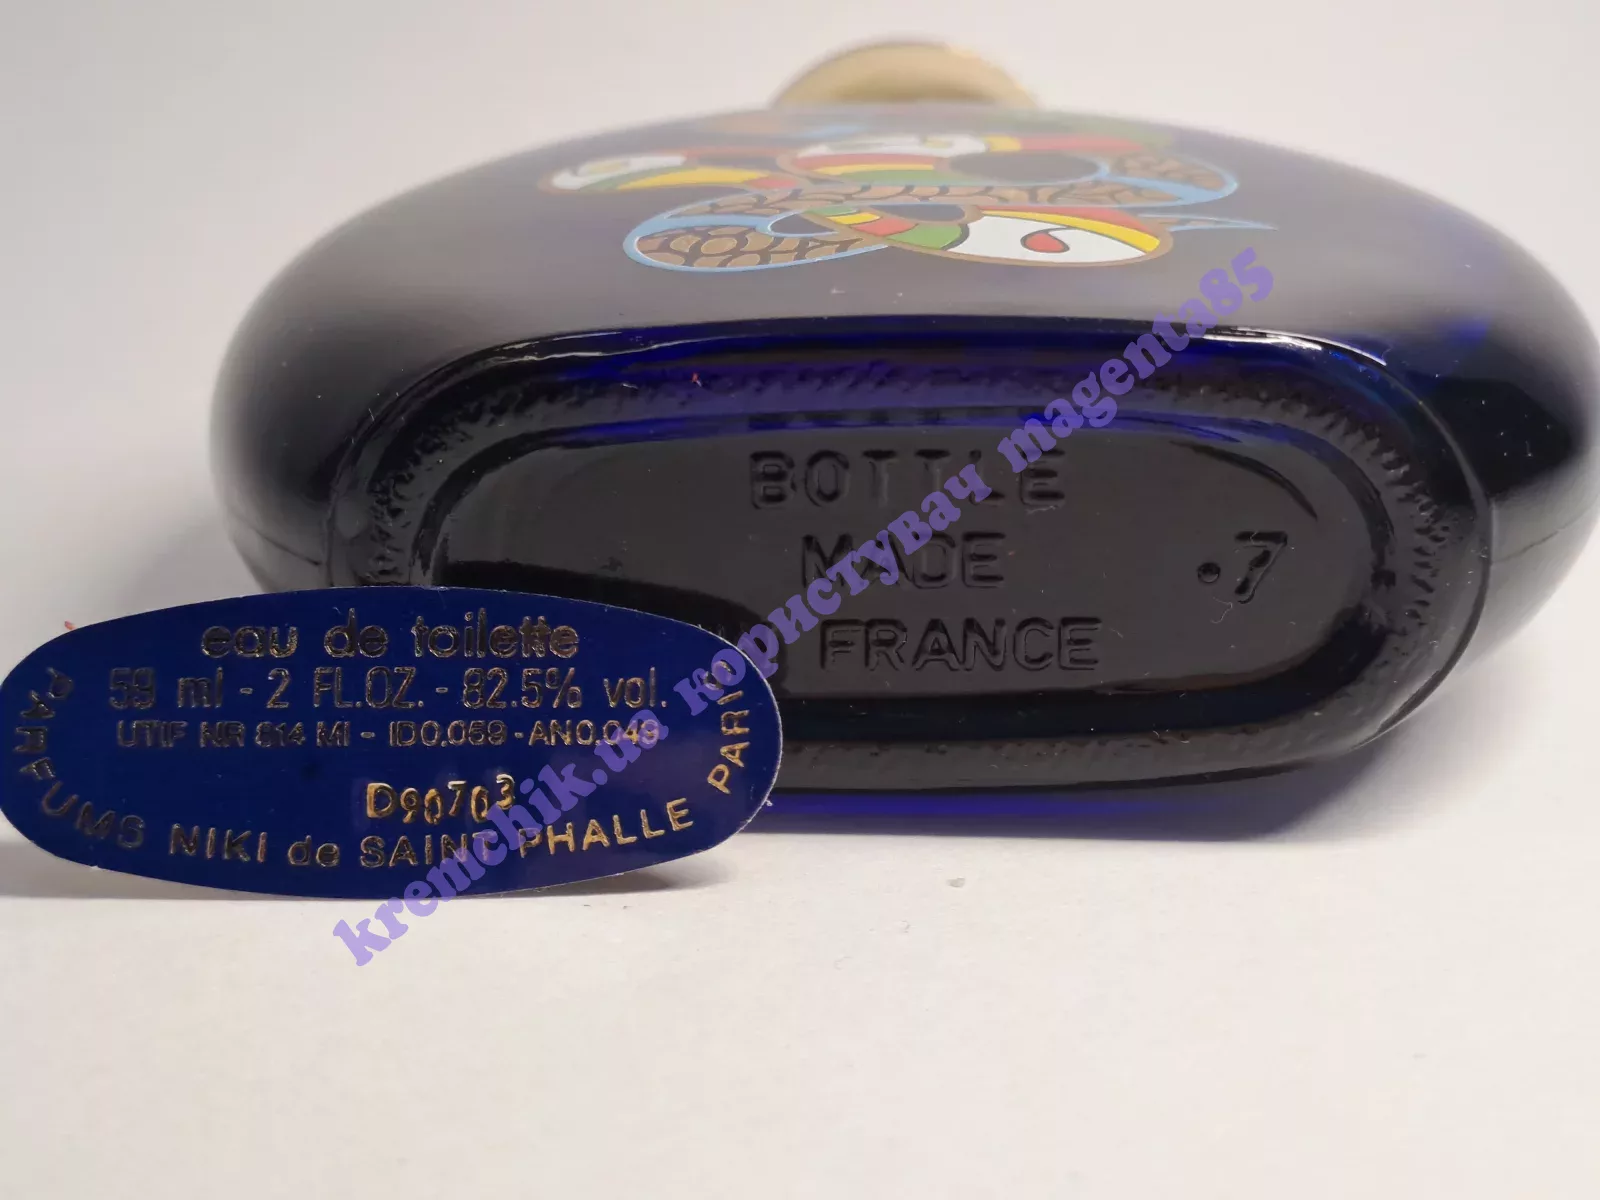 BOTTLE
MADE
.7
FRANCE
eau de toilette
59 ml - 2 FL.OZ. - 82.5% vol.
UTIF NR 814 MI - ID0.059 - AN0.049
D90703
PARFUMS NIKI de SAINT PHALLE PARIS
kremchik.ua користувач magenta85